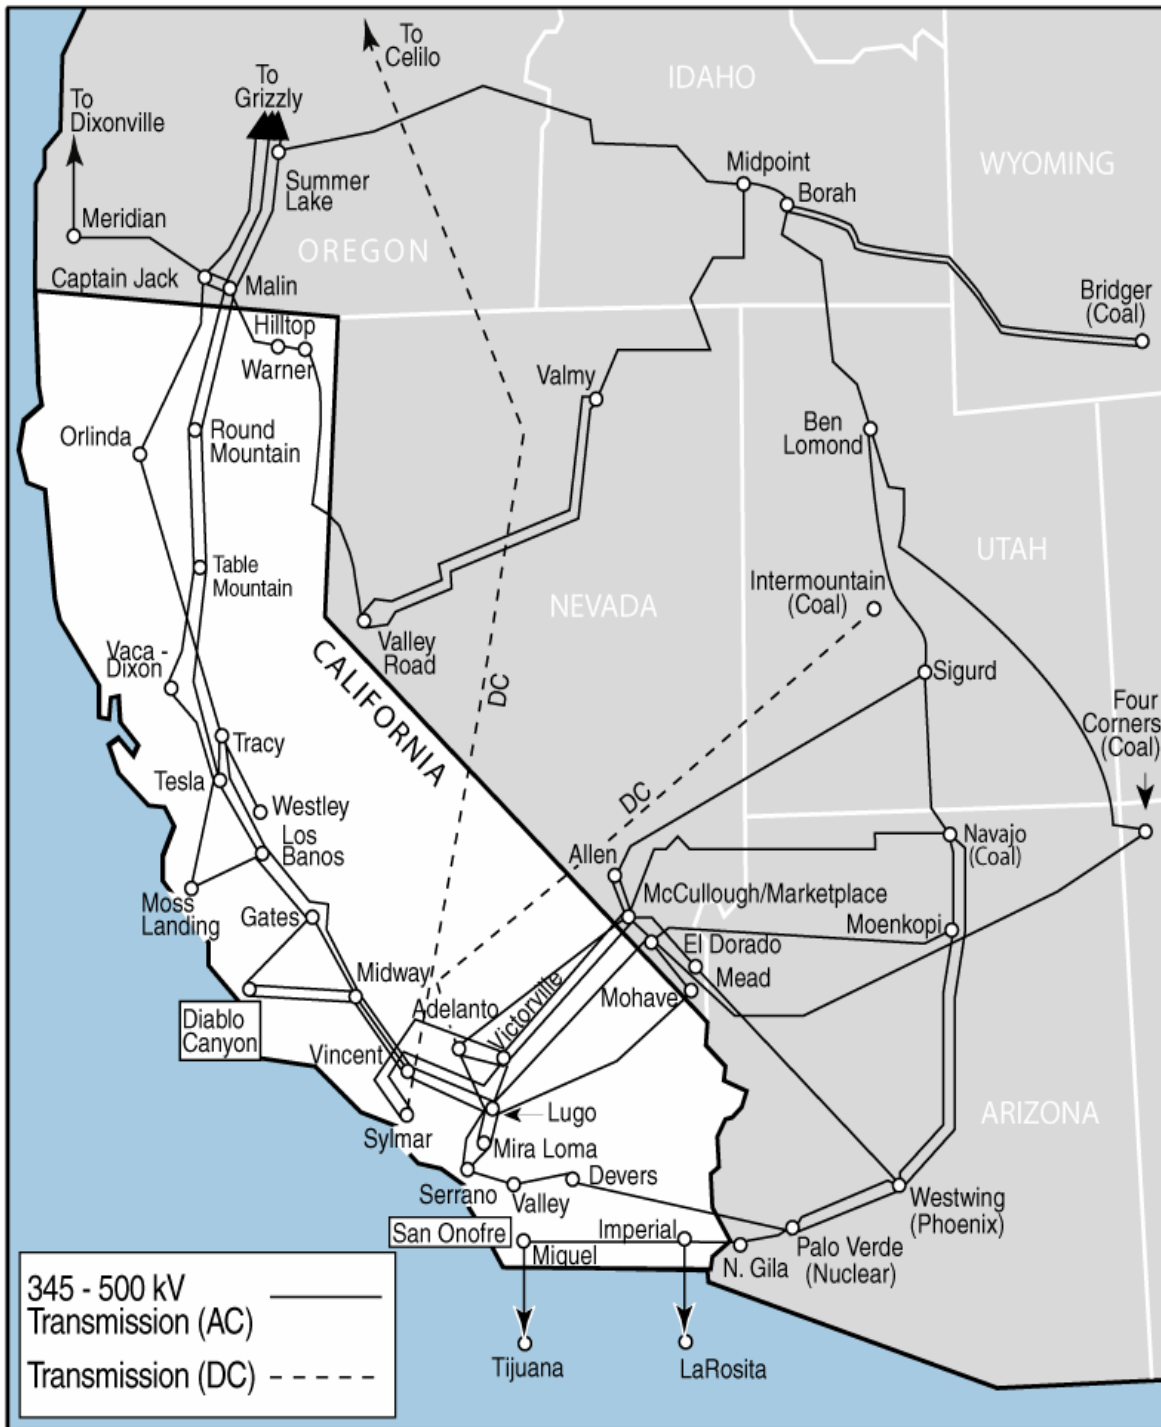 To
Celilo
IDAHO
To
Grizzly
To
Dixonville
WYOMING
Midpoint
Summer
Lake
Borah
Meridian
OREGON
Captain Jack
Malin
Bridger
(Coal)
Hilltop
Warner
Valmy
Ben
Lomond
Orlinda
Round
Mountain
UTAH
Table
Mountain
Intermountain
(Coal)
NEVADA
Valley
Road
Vaca -
Dixon
CALIFORNIA
Sigurd
DC
Four
Corners
(Coal)
Tracy
Tesla
DC
Westley
Los
Banos
Allen
Navajo
(Coal)
McCullough/Marketplace
Moss
Landing
Gates
Moenkopi
El Dorado
Mead
Midway
Mohave
Adelanto
Victorville
Diablo
Canyon
Vincent
Lugo
ARIZONA
Sylmar
Mira Loma
Devers
Serrano
Valley
Westwing
(Phoenix)
San Onofre
Imperial
Miquel
N. Gila
Palo Verde
(Nuclear)
345 - 500 kV
Transmission (AC)
Transmission (DC)
Tijuana
LaRosita